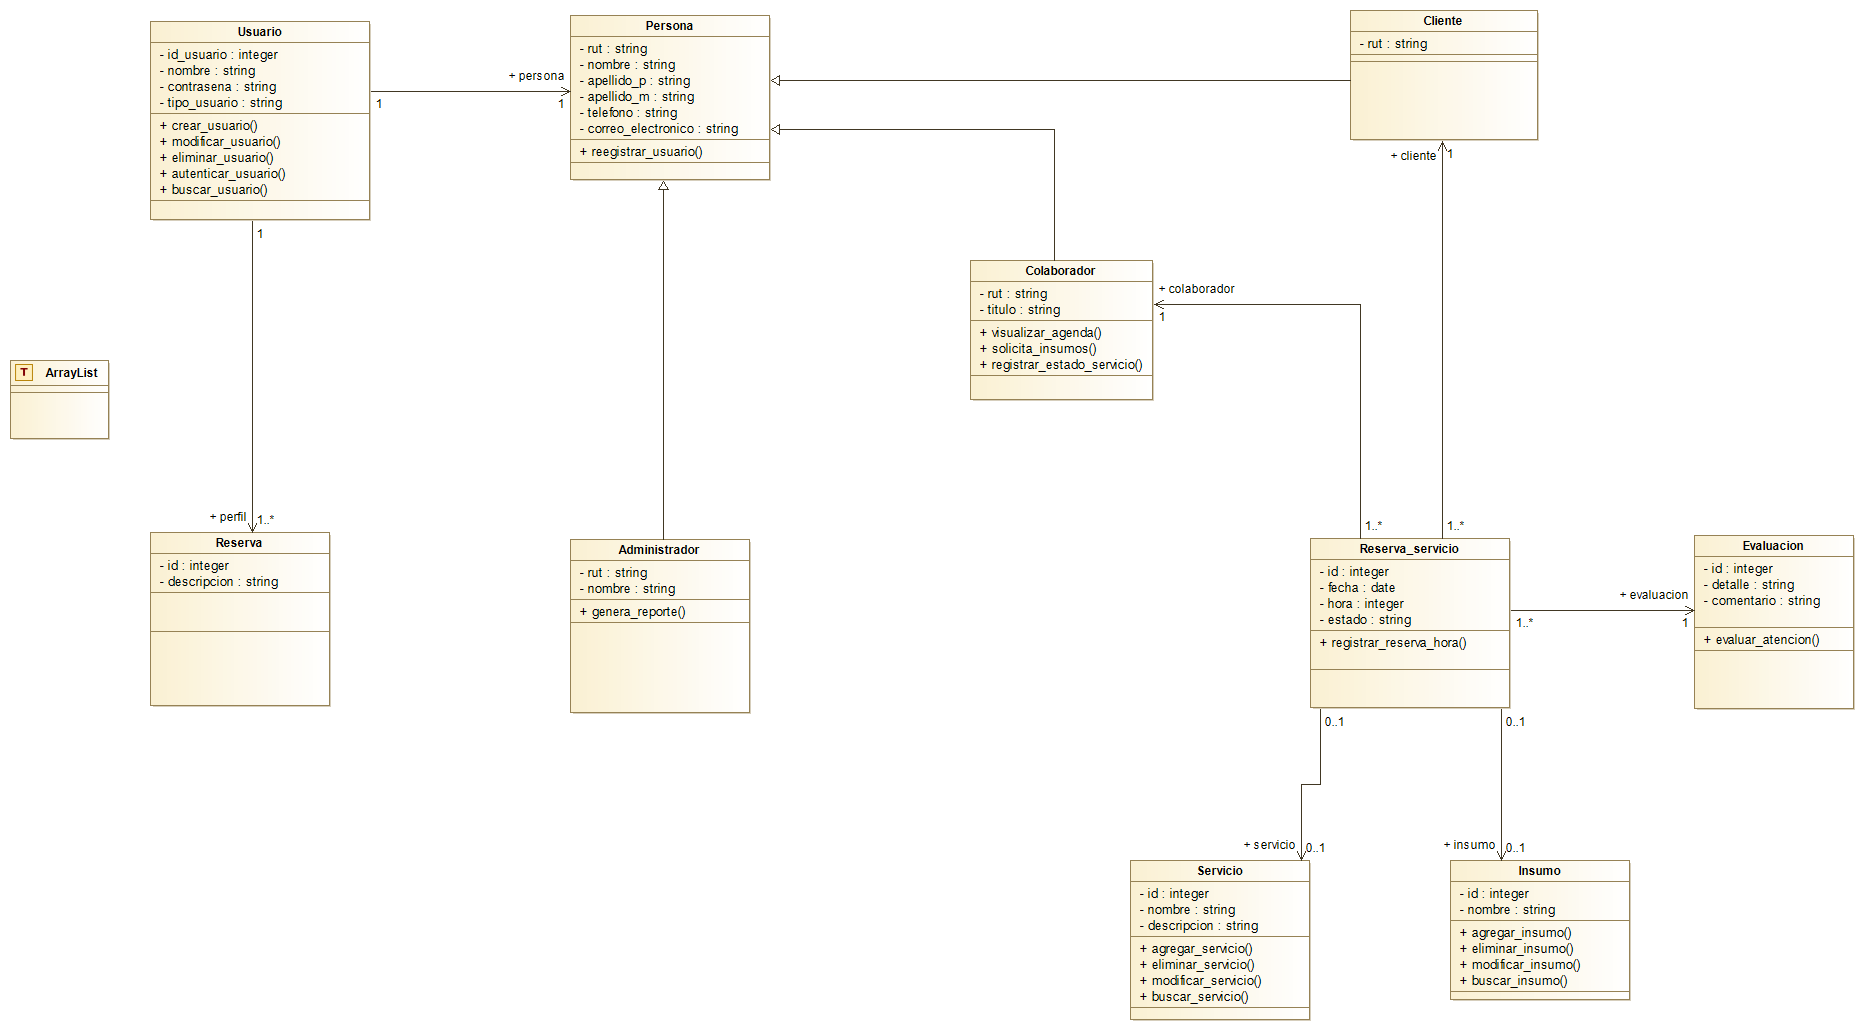 Usuario
- id_usuario : integer
- nombre : string
- contrasena : string
- tipo_usuario : string
+ crear_usuario()
+ modificar_usuario()
+ eliminar_usuario()
+ autenticar_usuario()
+ buscar_usuario()
1
+ persona
1
Persona
- rut : string
- nombre : string
- apellido_p : string
- apellido_m : string
- telefono : string
- correo_electronico : string
+ reegistrar_usuario()
Cliente
- rut : string
+ cliente
1
1
Colaborador
- rut : string
- titulo : string
+ visualizar_agenda()
+ solicita_insumos()
+ registrar_estado_servicio()
+ colaborador
1
T ArrayList
+ perfil
1..*
Reserva
- id : integer
- descripcion : string
Administrador
- rut : string
- nombre : string
+ genera_reporte()
1..*
1..*
Reserva_servicio
- id : integer
- fecha : date
- hora : integer
- estado : string
+ registrar_reserva_hora()
1..*
+ evaluacion
1
Evaluacion
- id : integer
- detalle : string
- comentario : string
+ evaluar_atencion()
0..1
0..1
+ servicio
0..1
+ insumo
0..1
Servicio
- id : integer
- nombre : string
- descripcion : string
+ agregar_servicio()
+ eliminar_servicio()
+ modificar_servicio()
+ buscar_servicio()
Insumo
- id : integer
- nombre : string
+ agregar_insumo()
+ eliminar_insumo()
+ modificar_insumo()
+ buscar_insumo()